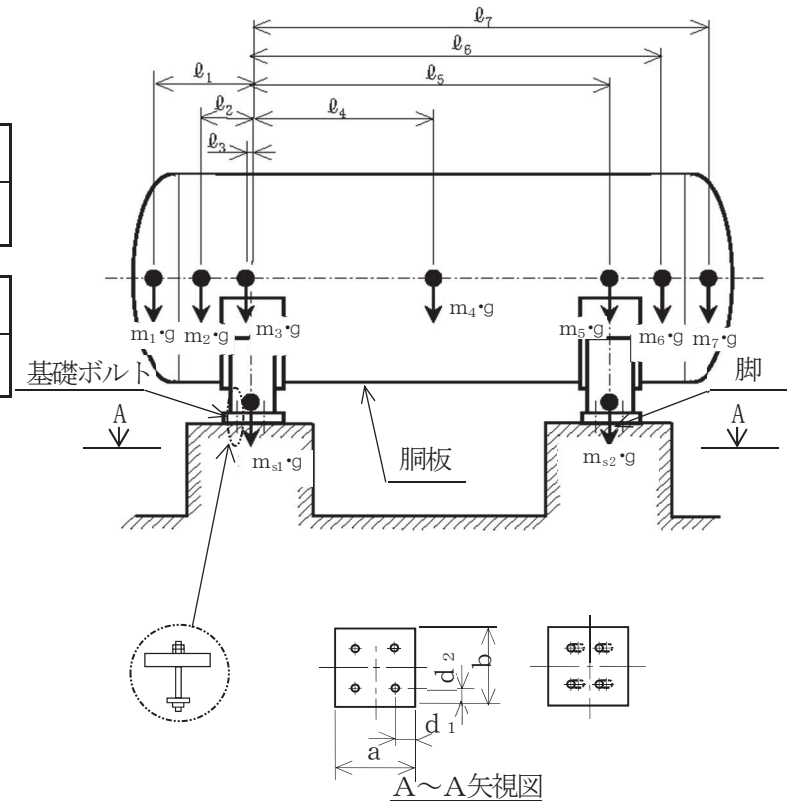 ℓ₇
ℓ₆
ℓ₁ ℓ₅
ℓ₂ ℓ₄
ℓ₃
m₁·g m₂·g m₃·g m₄·g m₅·g m₆·g m₇·g
基礎ボルト 脚
A A
mₛ₁·g 胴板 mₛ₂·g
d₂ b
d₁
a
A～A矢視図